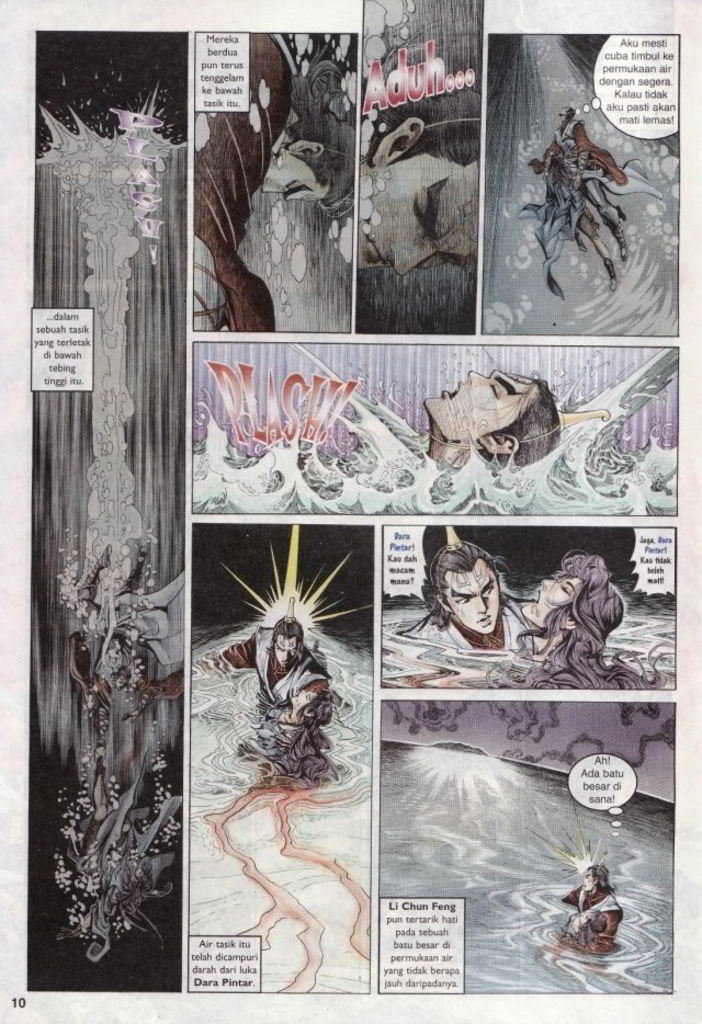 PLASH!
...dalam
sebuah tasik
yang terletak
di bawah
tebing
tinggi itu.
Mereka
berdua
pun terus
tenggelam
ke bawah
tasik itu.
Aduh...
Aku mesti
cuba timbul ke
permukaan air
dengan segera.
Kalau tidak
aku pasti akan
mati lemas!
PLASH!
Air tasik itu
telah dicampuri
darah dari luka
Dara Pintar.
Dara
Pintar!
Kau dah
macam
mana?
Jaga, Dara
Pintar!
Kau tidak
boleh
mati!
Ah!
Ada batu
besar di
sana!
Li Chun Feng
pun tertarik hati
pada sebuah
batu besar di
permukaan air
yang tidak berapa
jauh daripadanya.
10